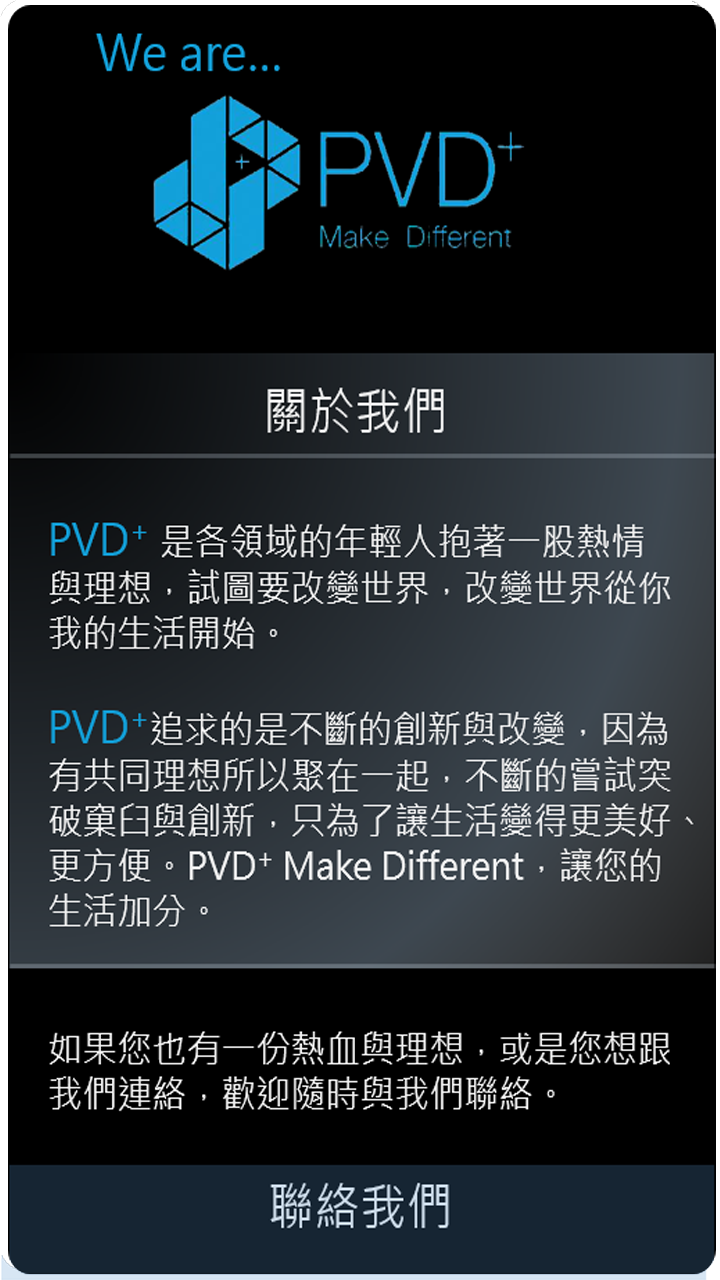 We are...
PVD+
Make Different
關於我們
PVD+ 是各領域的年輕人抱著一股熱情
與理想，試圖要改變世界，改變世界從你
我的生活開始。
PVD+追求的是不斷的創新與改變，因為
有共同理想所以聚在一起，不斷的嘗試突
破窠臼與創新，只為了讓生活變得更美好、
更方便。PVD+ Make Different，讓您的
生活加分。
如果您也有一份熱血與理想，或是您想跟
我們連絡，歡迎隨時與我們聯絡。
聯絡我們